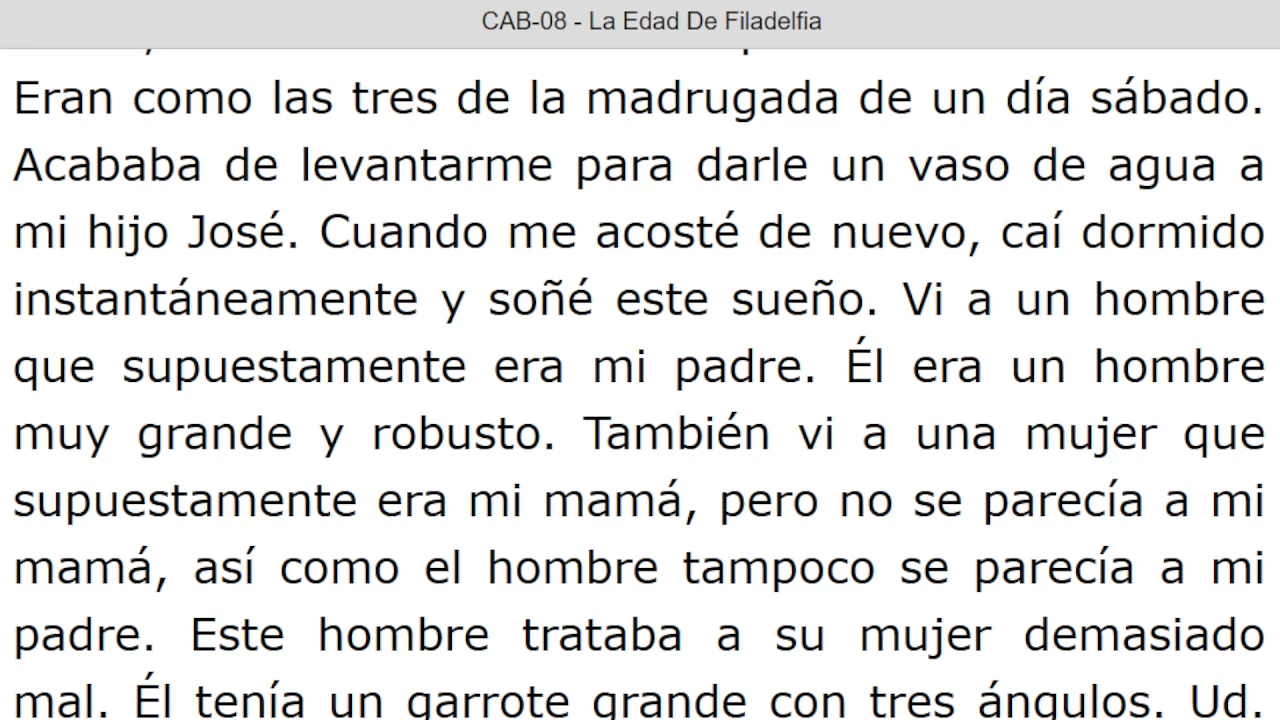 CAB-08 - La Edad De Filadelfia
Eran como las tres de la madrugada de un día sábado.
Acababa de levantarme para darle un vaso de agua a
mi hijo José. Cuando me acosté de nuevo, caí dormido
instantáneamente y soñé este sueño. Vi a un hombre
que supuestamente era mi padre. Él era un hombre
muy grande y robusto. También vi a una mujer que
supuestamente era mi mamá, pero no se parecía a mi
mamá, así como el hombre tampoco se parecía a mi
padre. Este hombre trataba a su mujer demasiado
mal. Él tenía un garrote grande con tres ángulos. Ud.